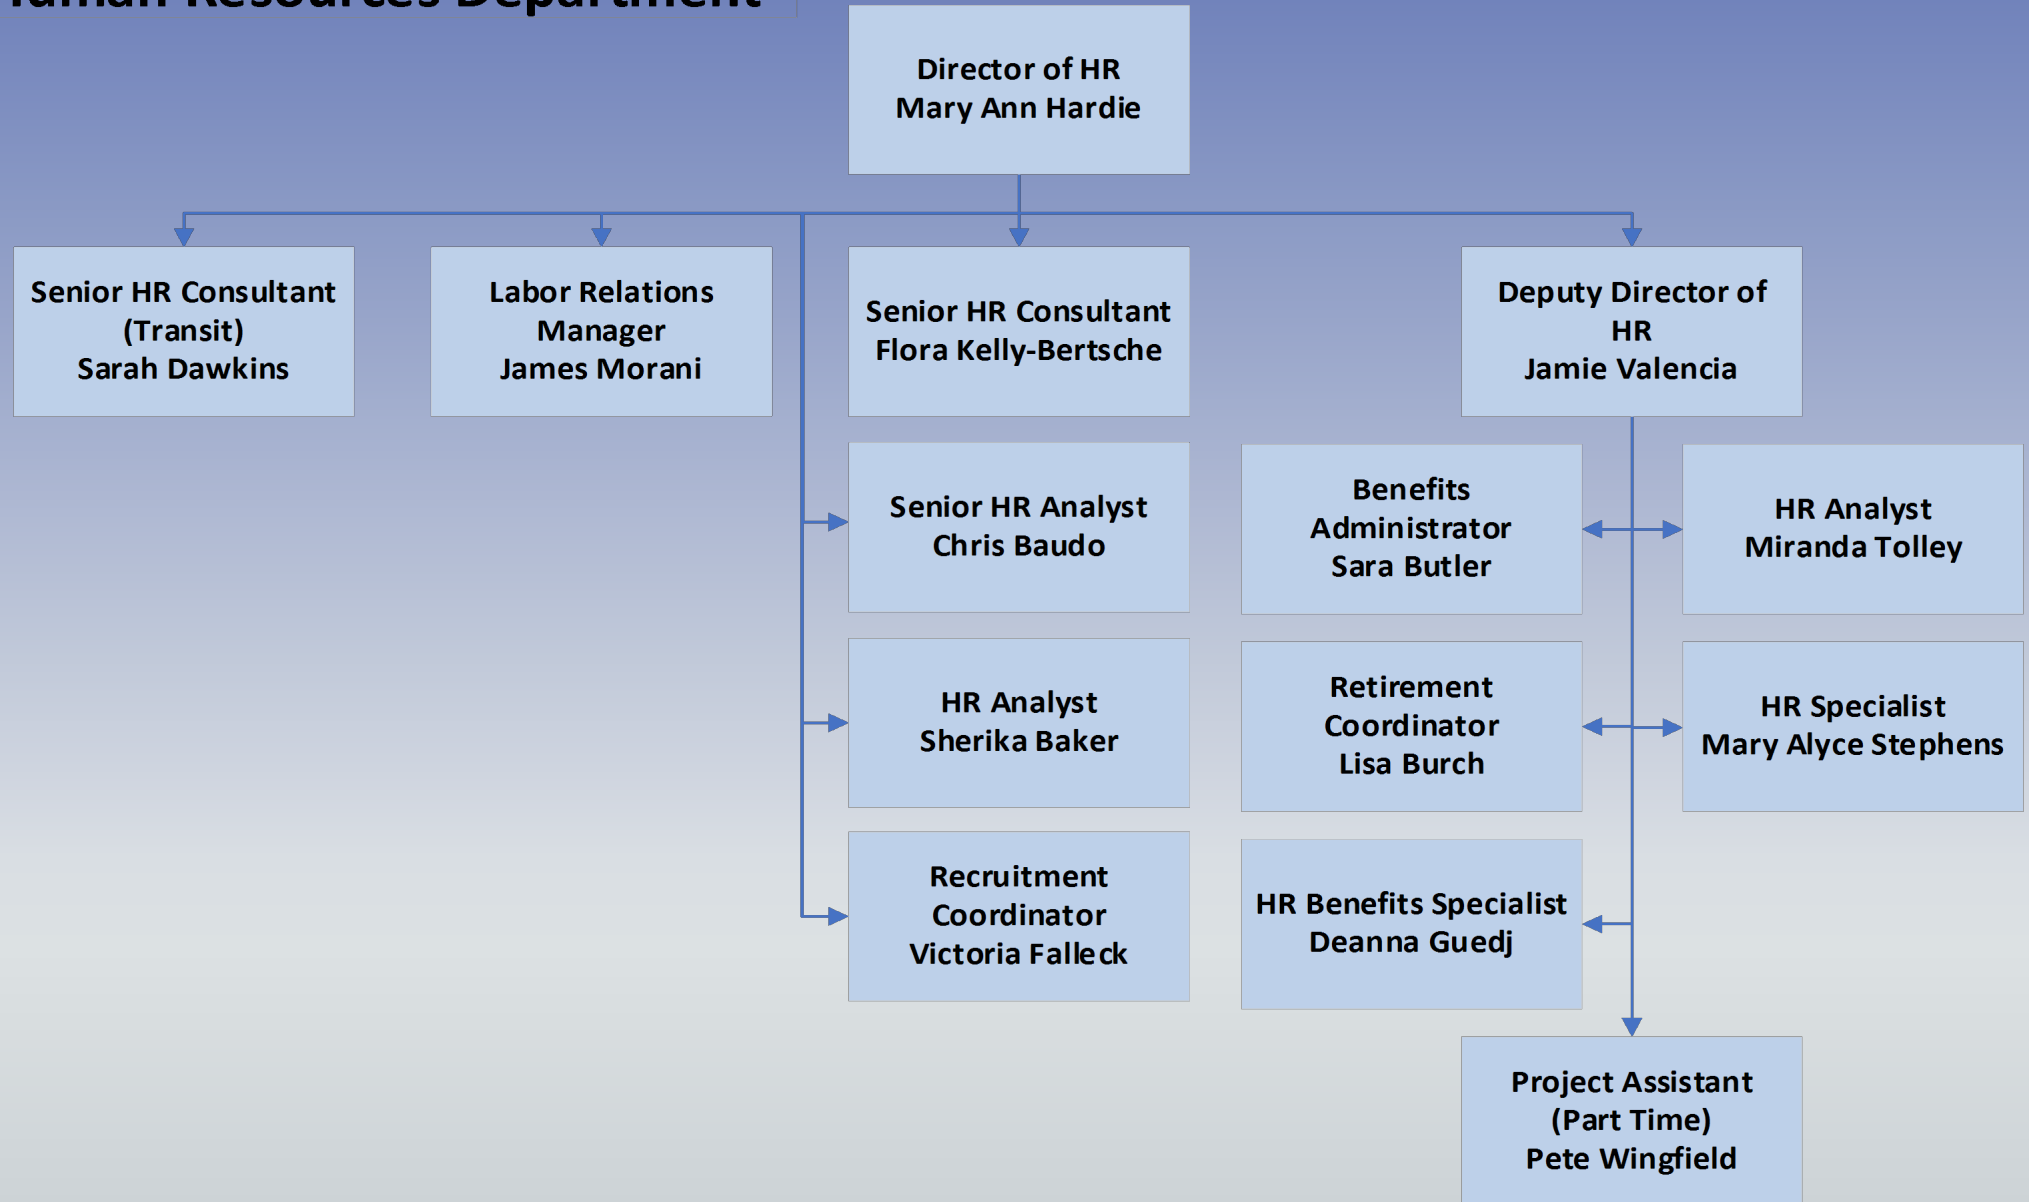 Resources Department
Director of HR
Mary Ann Hardie
Senior HR Consultant
(Transit)
Sarah Dawkins
Labor Relations
Manager
James Morani
Senior HR Consultant
Flora Kelly-Bertsche
Deputy Director of
HR
Jamie Valencia
Senior HR Analyst
Chris Baudo
Benefits
Administrator
Sara Butler
HR Analyst
Miranda Tolley
HR Analyst
Sherika Baker
Retirement
Coordinator
Lisa Burch
HR Specialist
Mary Alyce Stephens
Recruitment
Coordinator
Victoria Falleck
HR Benefits Specialist
Deanna Guedj
Project Assistant
(Part Time)
Pete Wingfield